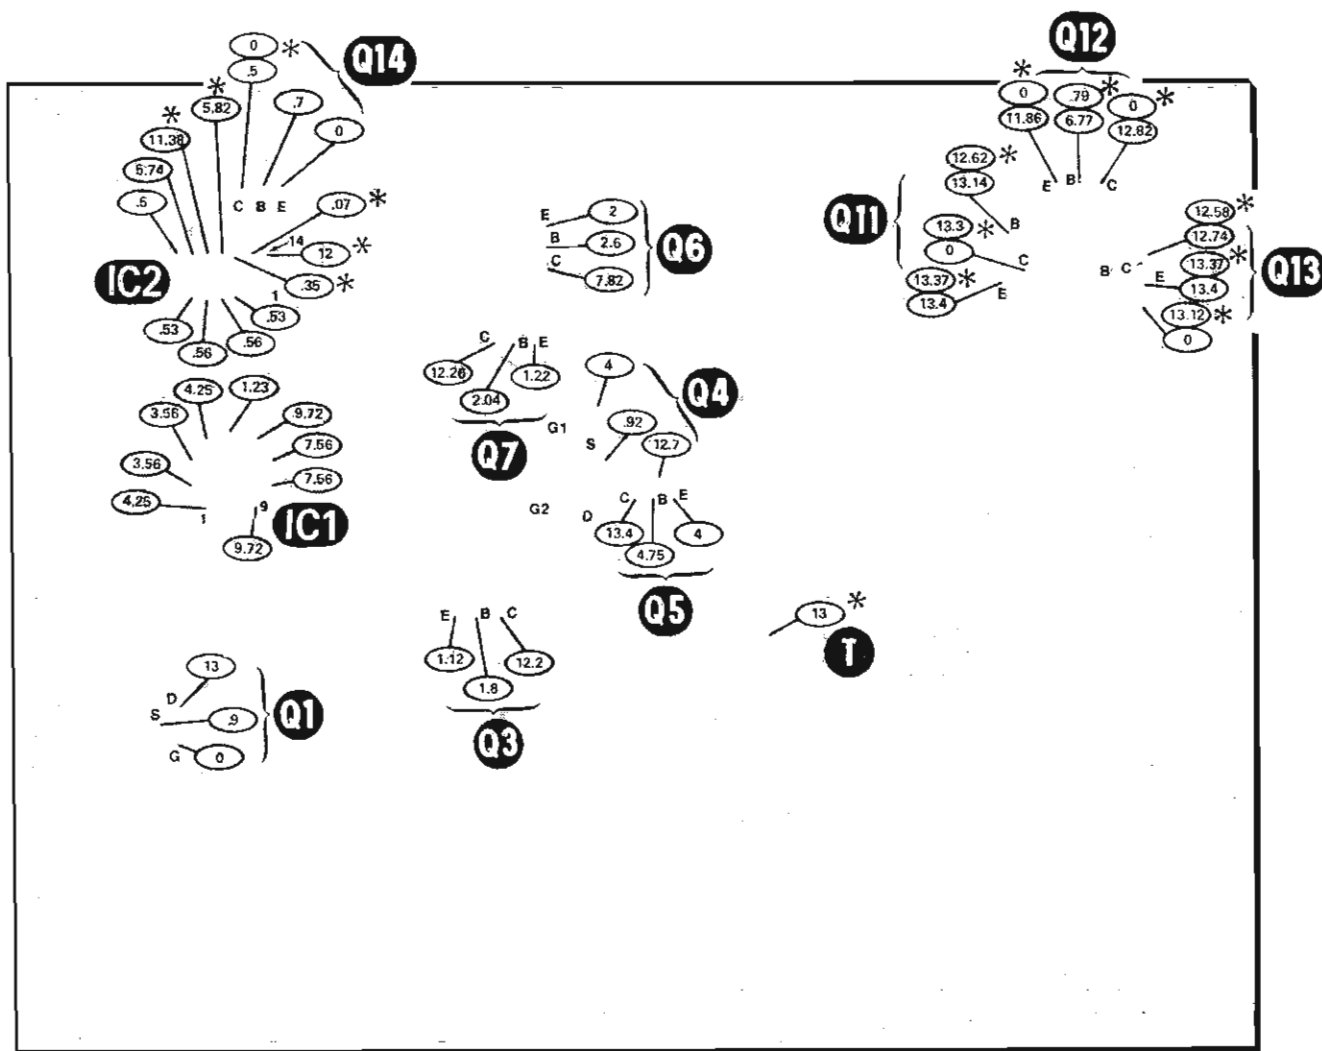 0 * Q14
.5
5.82 *
.7
0
11.38 *
5.74
.5
C B E
.07 *
14
12 *
.35 *
1
IC2
.53
.56
.56
.53
Q12
* 0 .79 * 0 *
11.86 6.77 12.82
E B C
12.62 *
13.14
Q11
13.3 *
0
13.37 *
13.4
B
C
E
12.58 *
12.74
13.37 *
13.4
13.12 *
0
B C E
Q13
E 2
B 2.6
C 7.82
Q6
C B E
12.26 2.04 1.22
Q7
G1
S
G2
D
4
.92
12.7
Q4
C B E
13.4 4.75 4
Q5
4.25 1.23
3.56 9.72
3.56 7.56
4.25 7.56
1 9
9.72
IC1
E B C
1.12 1.8 12.2
Q3
13 *
T
D 13
S .9
G 0
Q1